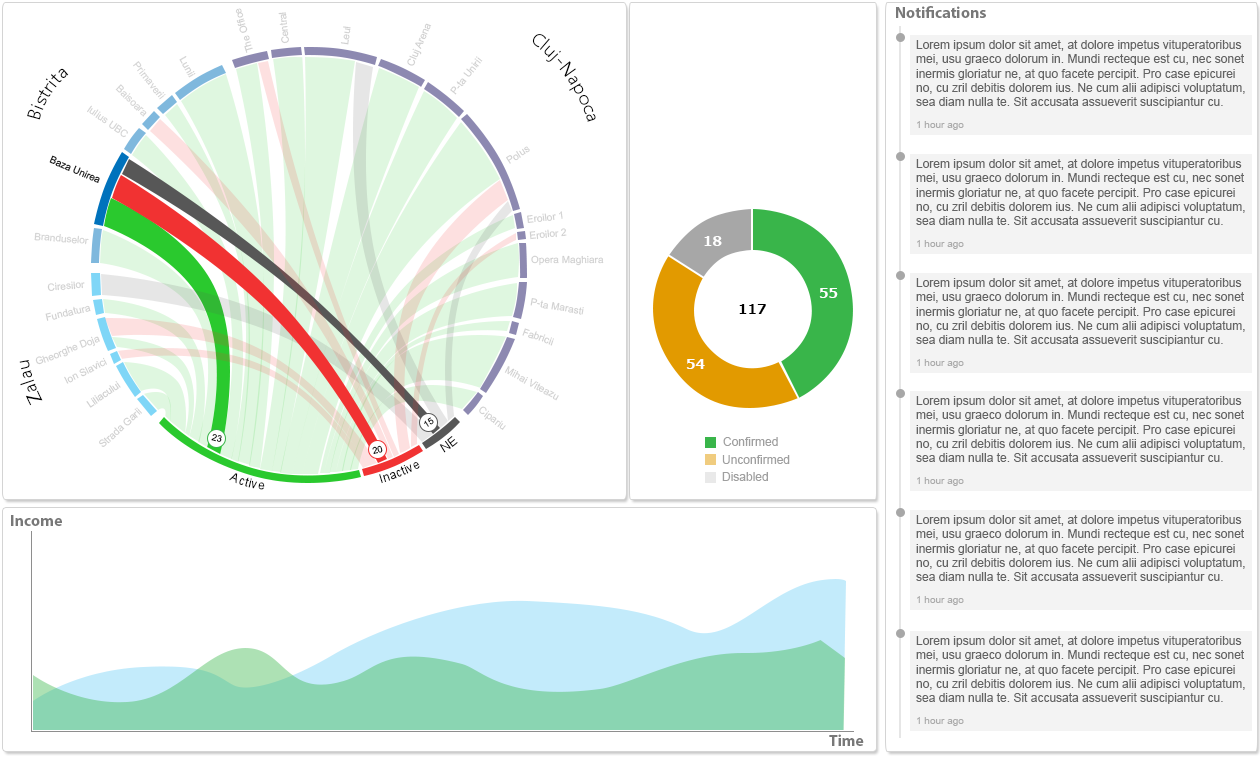 Bistrita
Cluj-Napoca
Zalau
The Office
Central
Leul
Cluj Arena
P-ta Unirii
Polus
Eroilor 1
Eroilor 2
Opera Maghiara
P-ta Marasti
Fabricii
Mihai Viteazu
Cipariu
Lunii
Primaverii
Baisoara
Iulius UBC
Baza Unirea
Branduselor
Ciresilor
Fundatura
Gheorghe Doja
Ion Slavici
Liliacului
Strada Garii
23
20
15
Active
Inactive
NE
18
55
117
54
Confirmed
Unconfirmed
Disabled
Income
Time
Notifications
Lorem ipsum dolor sit amet, at dolore impetus vituperatoribus
mei, usu graeco dolorum in. Mundi recteque est cu, nec sonet
inermis gloriatur ne, at quo facete percipit. Pro case epicurei
no, cu zril debitis dolorem ius. Ne cum alii adipisci voluptatum,
sea diam nulla te. Sit accusata assueverit suscipiantur cu.
1 hour ago
Lorem ipsum dolor sit amet, at dolore impetus vituperatoribus
mei, usu graeco dolorum in. Mundi recteque est cu, nec sonet
inermis gloriatur ne, at quo facete percipit. Pro case epicurei
no, cu zril debitis dolorem ius. Ne cum alii adipisci voluptatum,
sea diam nulla te. Sit accusata assueverit suscipiantur cu.
1 hour ago
Lorem ipsum dolor sit amet, at dolore impetus vituperatoribus
mei, usu graeco dolorum in. Mundi recteque est cu, nec sonet
inermis gloriatur ne, at quo facete percipit. Pro case epicurei
no, cu zril debitis dolorem ius. Ne cum alii adipisci voluptatum,
sea diam nulla te. Sit accusata assueverit suscipiantur cu.
1 hour ago
Lorem ipsum dolor sit amet, at dolore impetus vituperatoribus
mei, usu graeco dolorum in. Mundi recteque est cu, nec sonet
inermis gloriatur ne, at quo facete percipit. Pro case epicurei
no, cu zril debitis dolorem ius. Ne cum alii adipisci voluptatum,
sea diam nulla te. Sit accusata assueverit suscipiantur cu.
1 hour ago
Lorem ipsum dolor sit amet, at dolore impetus vituperatoribus
mei, usu graeco dolorum in. Mundi recteque est cu, nec sonet
inermis gloriatur ne, at quo facete percipit. Pro case epicurei
no, cu zril debitis dolorem ius. Ne cum alii adipisci voluptatum,
sea diam nulla te. Sit accusata assueverit suscipiantur cu.
1 hour ago
Lorem ipsum dolor sit amet, at dolore impetus vituperatoribus
mei, usu graeco dolorum in. Mundi recteque est cu, nec sonet
inermis gloriatur ne, at quo facete percipit. Pro case epicurei
no, cu zril debitis dolorem ius. Ne cum alii adipisci voluptatum,
sea diam nulla te. Sit accusata assueverit suscipiantur cu.
1 hour ago